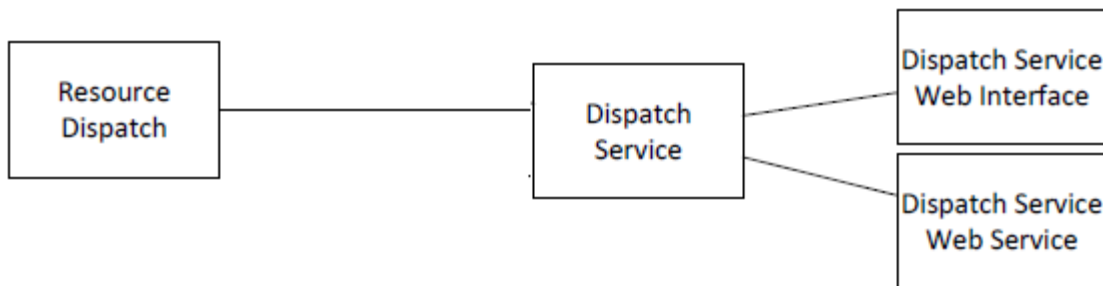 Resource
Dispatch
Dispatch
Service
Dispatch Service
Web Interface
Dispatch Service
Web Service